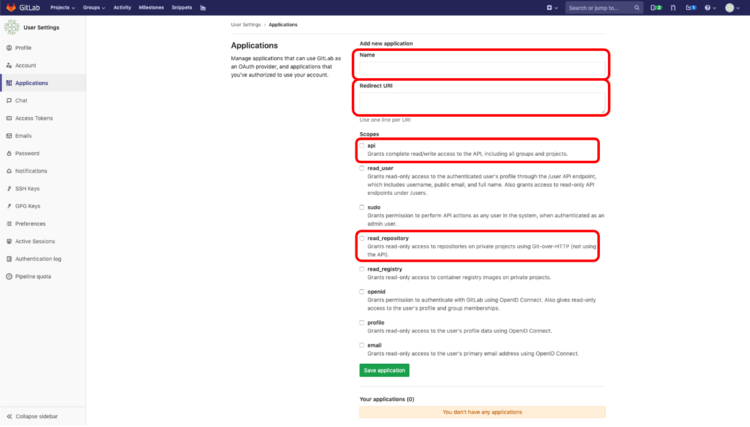 GitLab
Projects
Groups
Activity
Milestones
Snippets
Search or jump to...
User Settings
Profile
Account
Applications
Chat
Access Tokens
Emails
Password
Notifications
SSH Keys
GPG Keys
Preferences
Active Sessions
Authentication log
Pipeline quota
Collapse sidebar
User Settings › Applications
Applications
Manage applications that can use GitLab as
an OAuth provider, and applications that
you've authorized to use your account.
Add new application
Name
Redirect URI
Use one line per URI
Scopes
api
Grants complete read/write access to the API, including all groups and projects.
read_user
Grants read-only access to the authenticated user's profile through the /user API endpoint,
which includes username, public email, and full name. Also grants access to read-only API
endpoints under /users.
sudo
Grants permission to perform API actions as any user in the system, when authenticated as an
admin user.
read_repository
Grants read-only access to repositories on private projects using Git-over-HTTP (not using
the API).
read_registry
Grants read-only access to container registry images on private projects.
openid
Grants permission to authenticate with GitLab using OpenID Connect. Also gives read-only
access to the user's profile and group memberships.
profile
Grants read-only access to the user's profile data using OpenID Connect.
email
Grants read-only access to the user's primary email address using OpenID Connect.
Save application
Your applications (0)
You don't have any applications